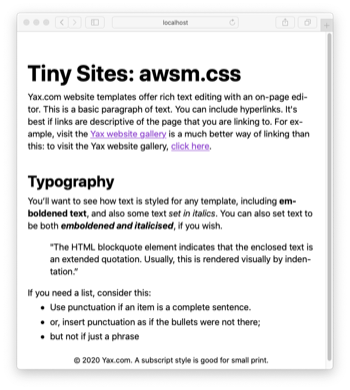 localhost
Tiny Sites: awsm.css
Yax.com website templates offer rich text editing with an on-page edi-
tor. This is a basic paragraph of text. You can include hyperlinks. It's
best if links are descriptive of the page that you are linking to. For ex-
ample, visit the Yax website gallery is a much better way of linking than
this: to visit the Yax website gallery, click here.
Typography
You'll want to see how text is styled for any template, including em-
boldened text, and also some text set in italics. You can also set text to
be both emboldened and italicised, if you wish.
"The HTML blockquote element indicates that the enclosed text is
an extended quotation. Usually, this is rendered visually by inden-
tation."
If you need a list, consider this:
• Use punctuation if an item is a complete sentence.
• or, insert punctuation as if the bullets were not there;
• but not if just a phrase
© 2020 Yax.com. A subscript style is good for small print.